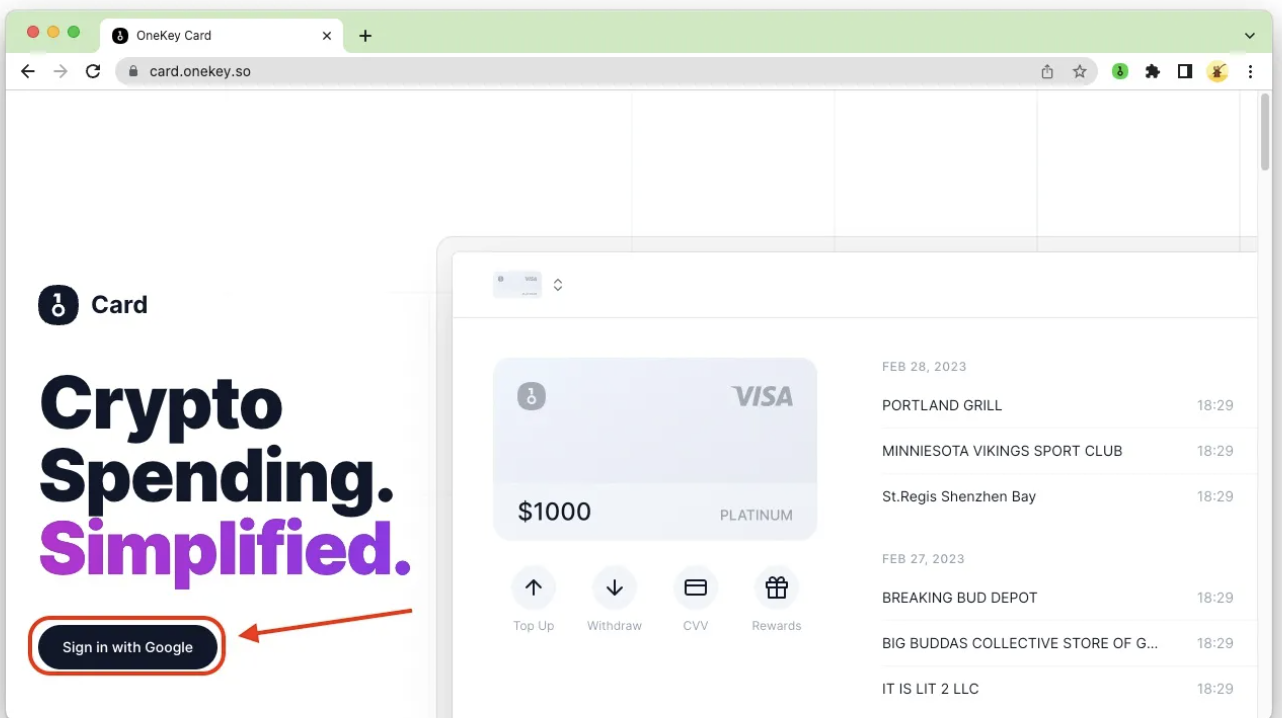 OneKey Card
card.onekey.so
Card
Crypto
Spending.
Simplified.
Sign in with Google
VISA
VISA
$1000
PLATINUM
Top Up
Withdraw
CVV
Rewards
FEB 28, 2023
PORTLAND GRILL 18:29
MINNIESOTA VIKINGS SPORT CLUB 18:29
St.Regis Shenzhen Bay 18:29
FEB 27, 2023
BREAKING BUD DEPOT 18:29
BIG BUDDAS COLLECTIVE STORE OF G... 18:29
IT IS LIT 2 LLC 18:29